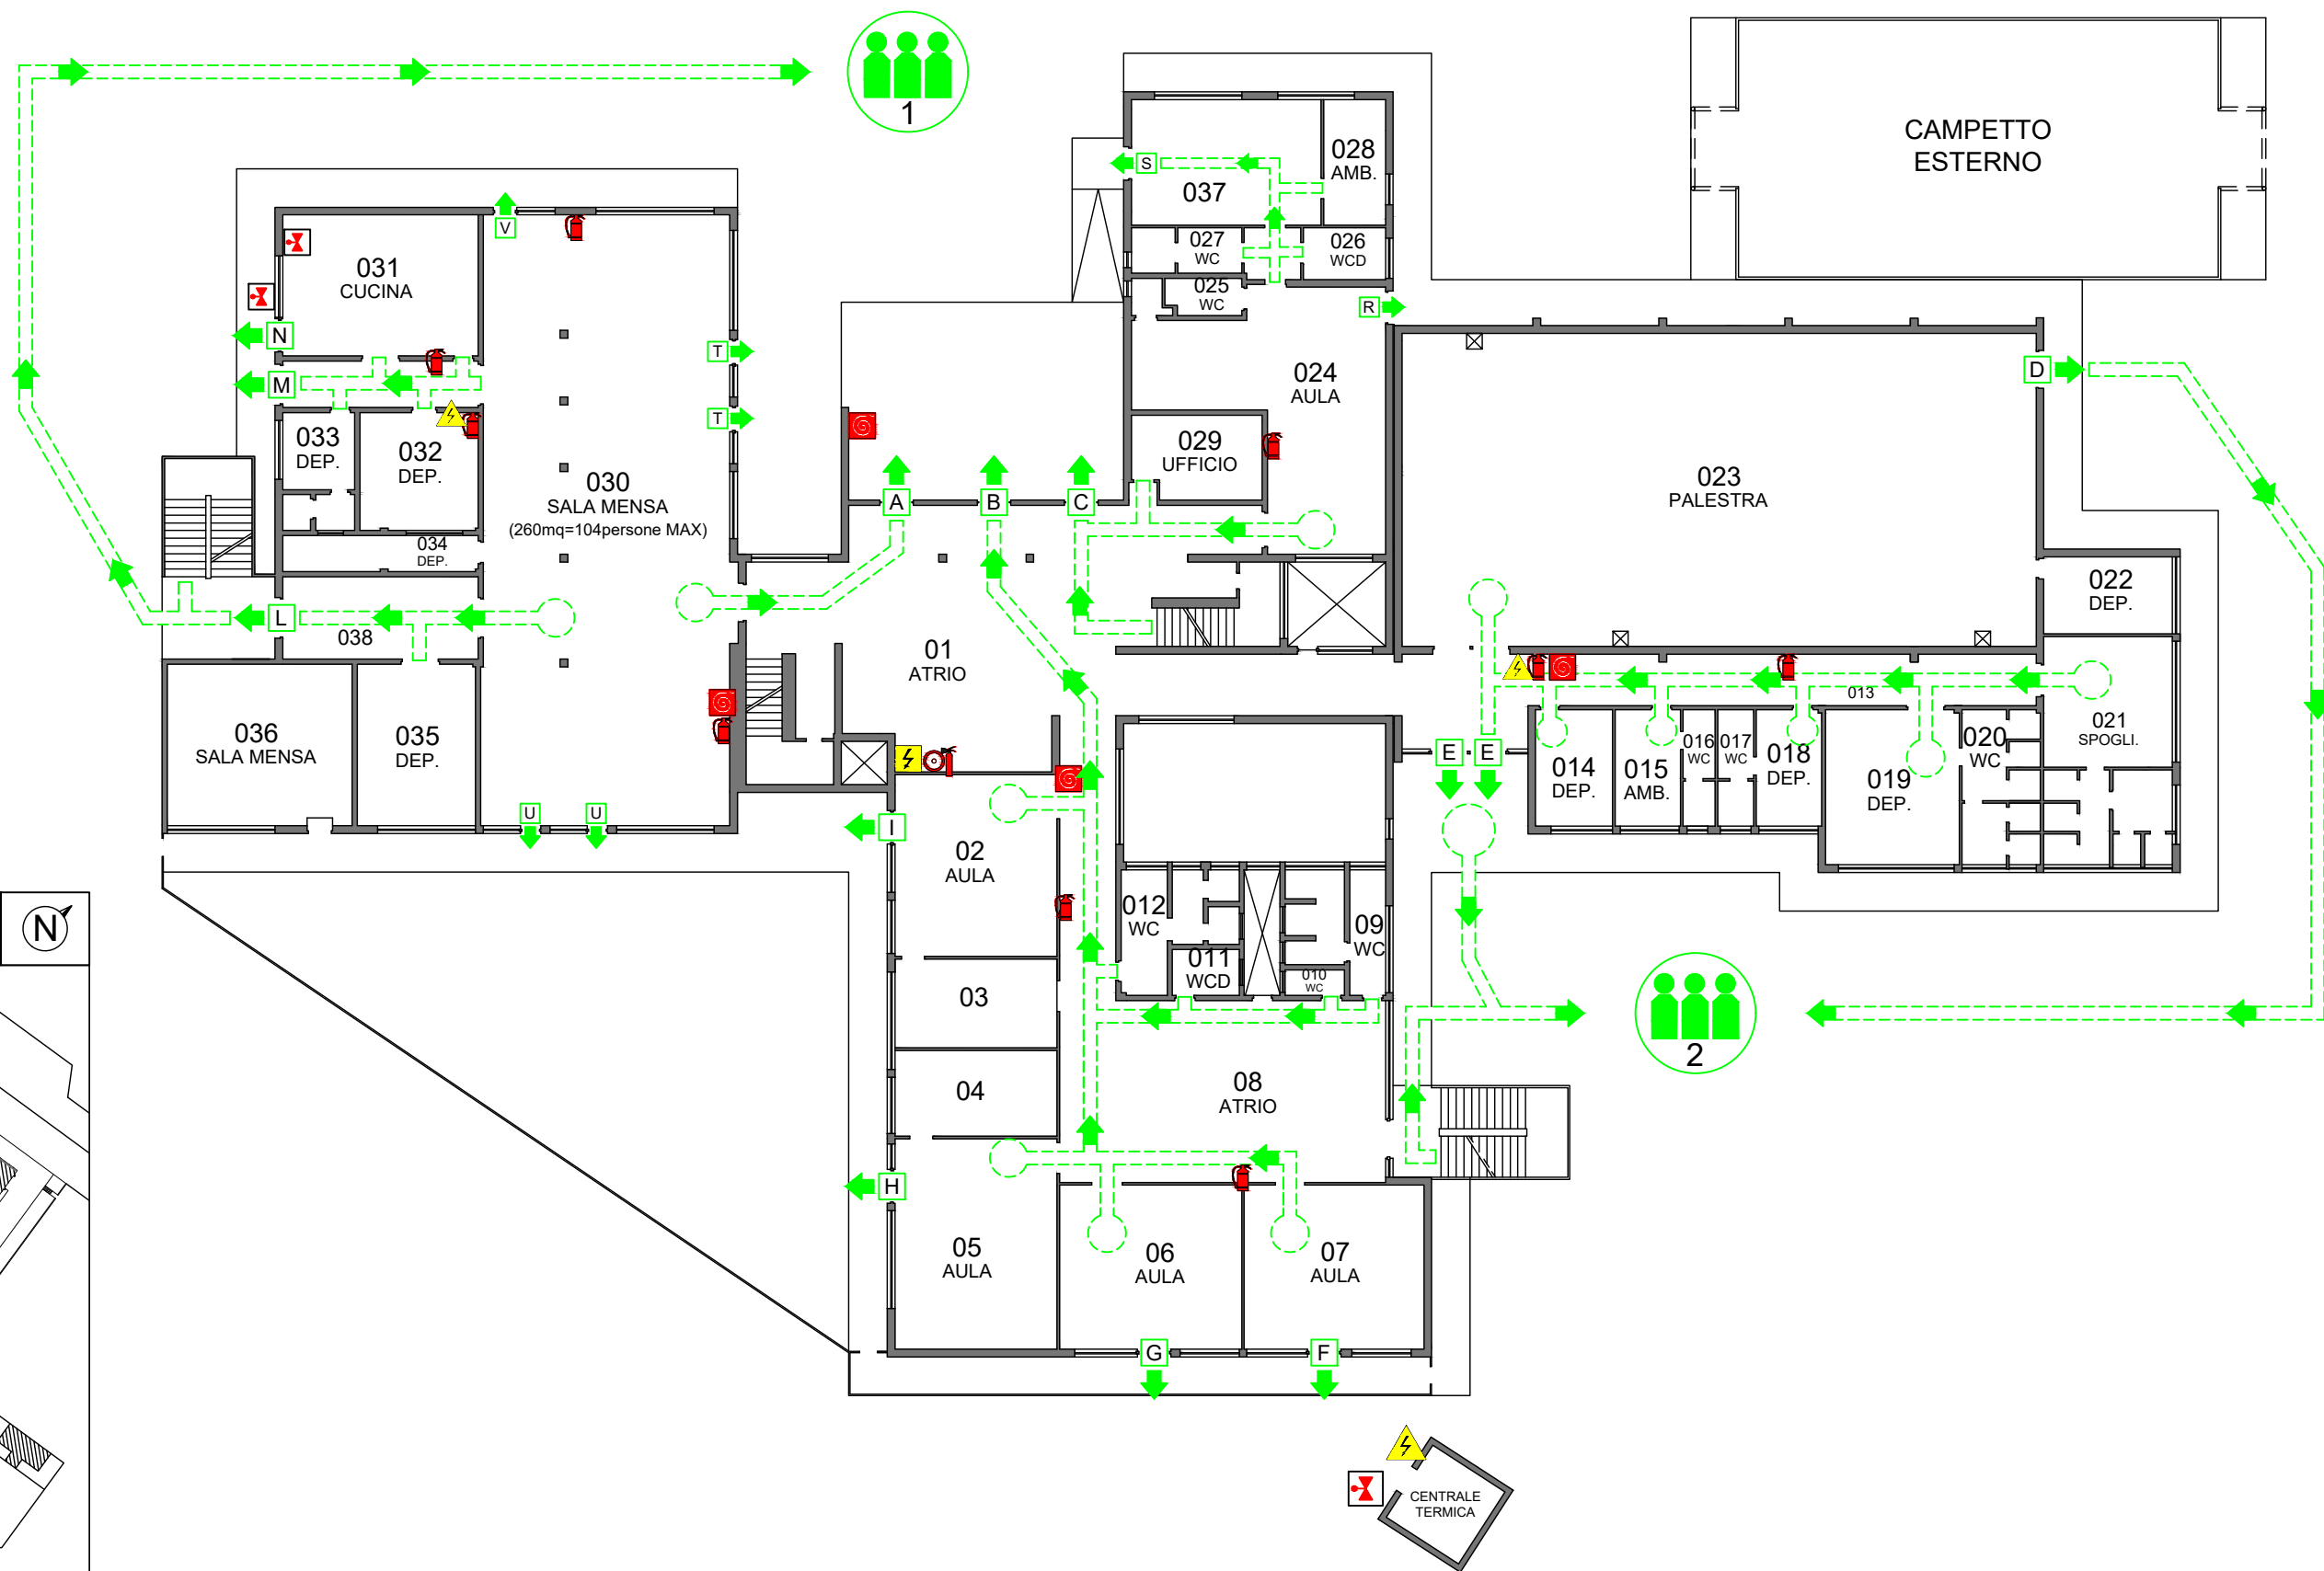 1
CAMPETTO
ESTERNO
S
037
028
AMB.
027
WC
026
WCD
025
WC
R
V
031
CUCINA
N
M
T
T
033
DEP.
032
DEP.
030
SALA MENSA
(260mq=104persone MAX)
034
DEP.
A
B
C
029
UFFICIO
024
AULA
023
PALESTRA
D
022
DEP.
L
038
01
ATRIO
036
SALA MENSA
035
DEP.
U
U
013
021
SPOGLI.
E
E
014
DEP.
015
AMB.
016
WC
017
WC
018
DEP.
019
DEP.
020
WC
I
02
AULA
N
012
WC
011
WCD
010
WC
09
WC
03
2
04
08
ATRIO
H
05
AULA
06
AULA
07
AULA
G
F
CENTRALE
TERMICA